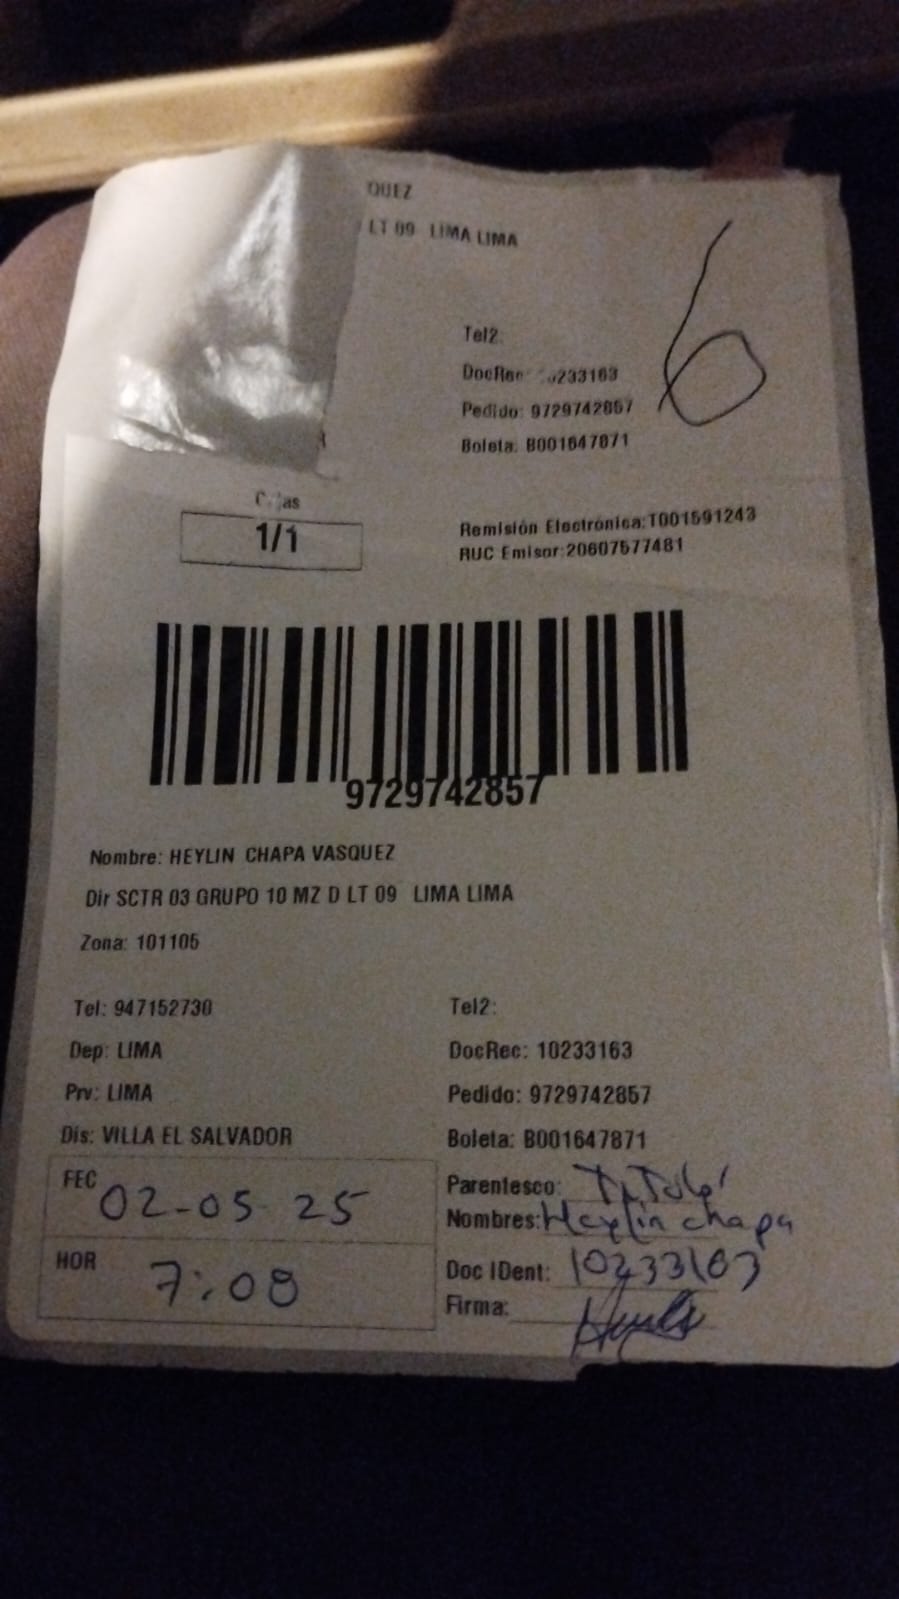 QUEZ
LT 09 LIMA LIMA
6
Tel2:
DocRec 0233163
Pedido: 9729742857
Boleta: B001647871
1/1
Remisión Electrónica:T001591243
RUC Emisor:20607577481
9729742857
Nombre: HEYLIN CHAPA VASQUEZ
Dir SCTR 03 GRUPO 10 MZ D LT 09 LIMA LIMA
Zona: 101105
Tel: 947152730
Tel2:
Dep: LIMA
DocRec: 10233163
Prv: LIMA
Pedido: 9729742857
Dis: VILLA EL SALVADOR
Boleta: B001647871
FEC 02-05 25
Parentesco:
Nombres: Heylin chapa
HOR 7:08
Doc IDent: 10233163
Firma: